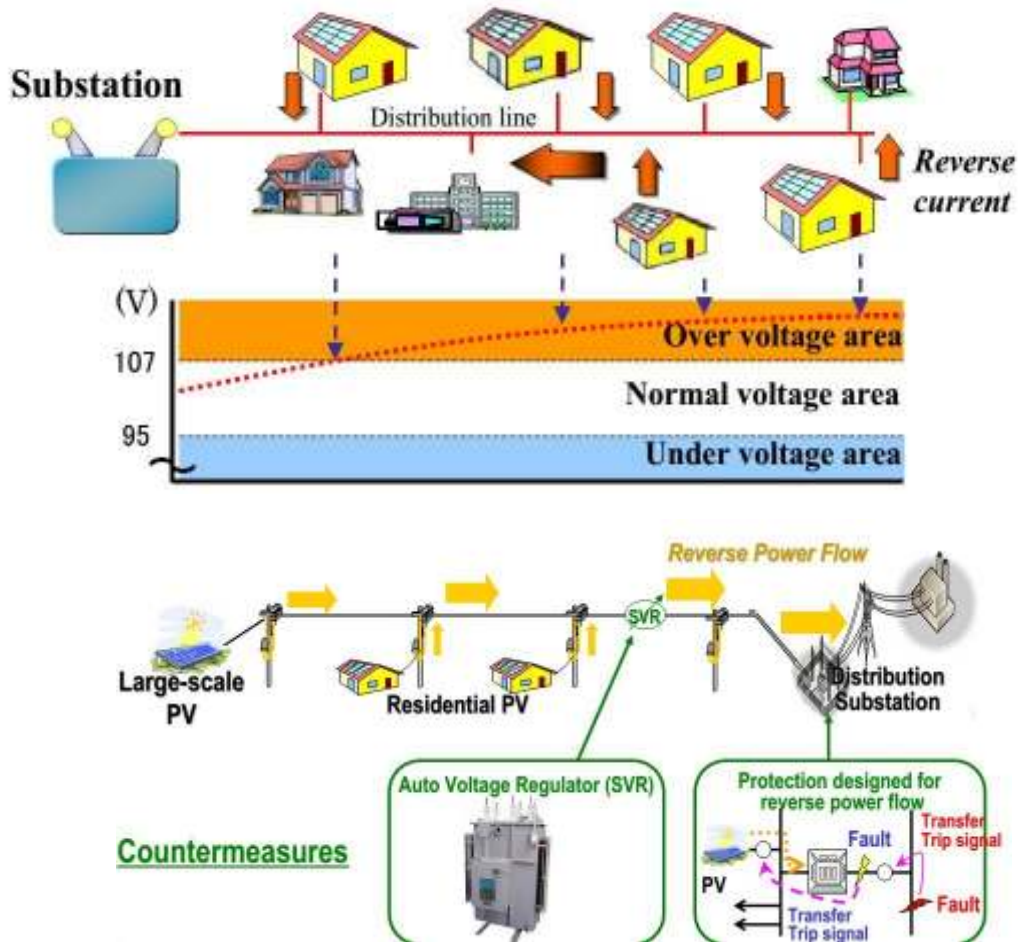 Substation
Distribution line
Reverse
current
(V)
107
95
Over voltage area
Normal voltage area
Under voltage area
Reverse Power Flow
SVR
Large-scale
PV
Residential PV
Distribution
Substation
Auto Voltage Regulator (SVR)
Protection designed for
reverse power flow
Countermeasures
PV
Fault
Transfer
Trip signal
Fault
Transfer
Trip signal